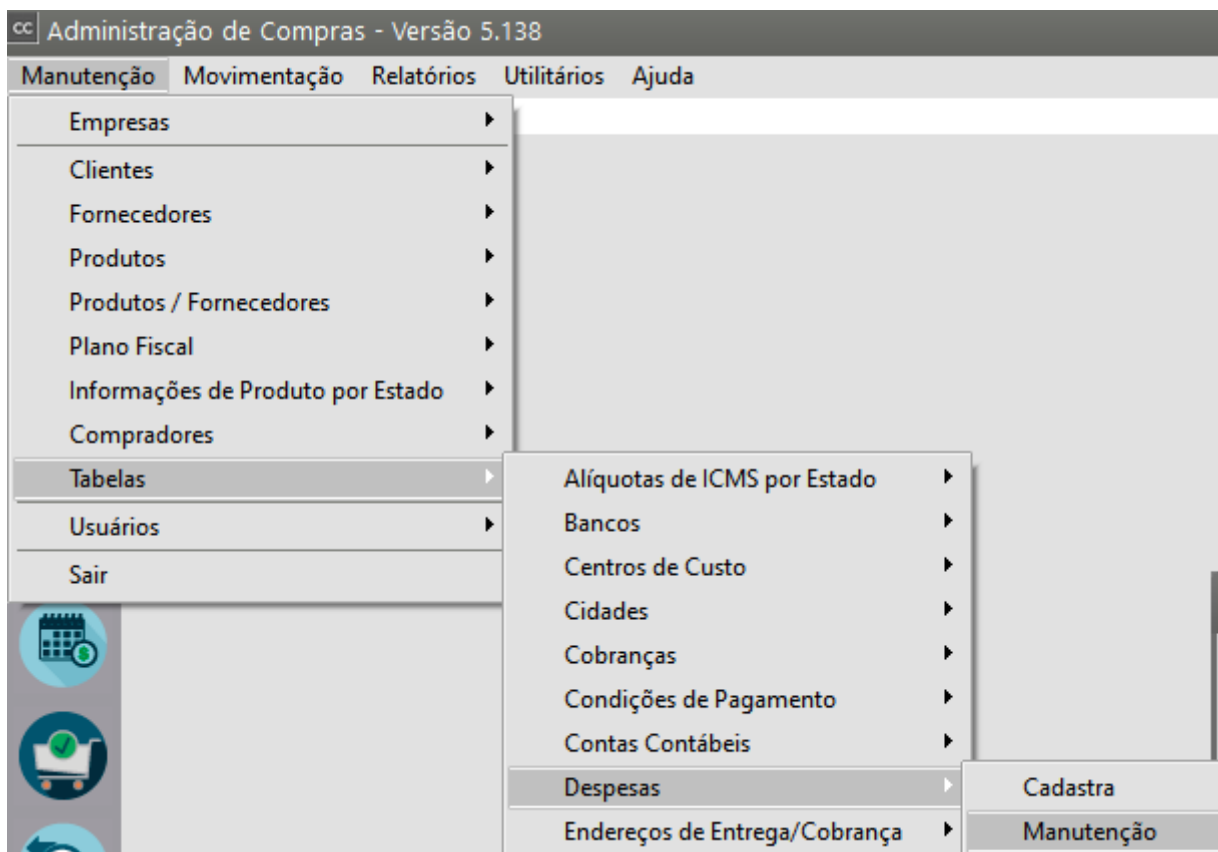 cc Administração de Compras - Versão 5.138
Manutenção Movimentação Relatórios Utilitários Ajuda
Empresas
Clientes
Fornecedores
Produtos
Produtos / Fornecedores
Plano Fiscal
Informações de Produto por Estado
Compradores
Tabelas
Usuários
Sair
Alíquotas de ICMS por Estado
Bancos
Centros de Custo
Cidades
Cobranças
Condições de Pagamento
Contas Contábeis
Despesas
Endereços de Entrega/Cobrança
Cadastra
Manutenção